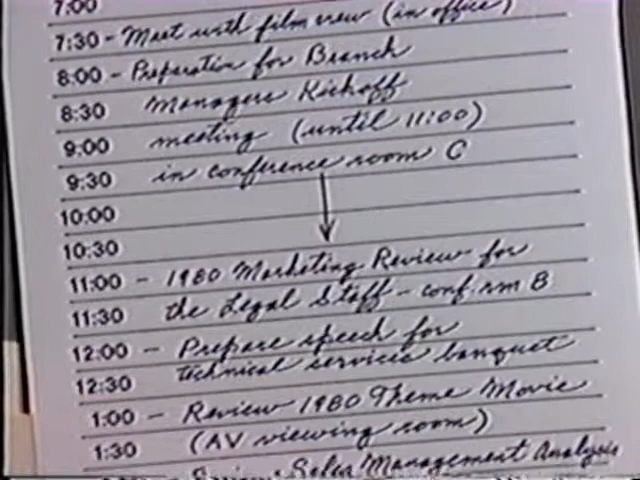 7:00
7:30 - Meet with film crew (in office)
8:00 - Preparation for Branch
8:30 Managers Kickoff
9:00 meeting (until 11:00)
9:30 in conference room C
10:00
10:30
11:00 - 1980 Marketing Review for
11:30 the Legal Staff - conf. rm B
12:00 - Prepare speech for
12:30 technical services banquet
1:00 - Review 1980 Theme Movie
1:30 (AV viewing room)
Sales Management Analysis